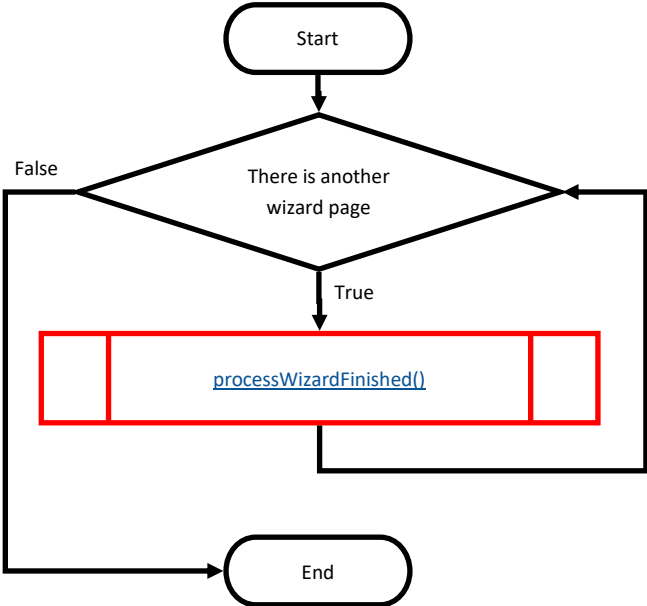 Start
False
There is another
wizard page
True
processWizardFinished()
End